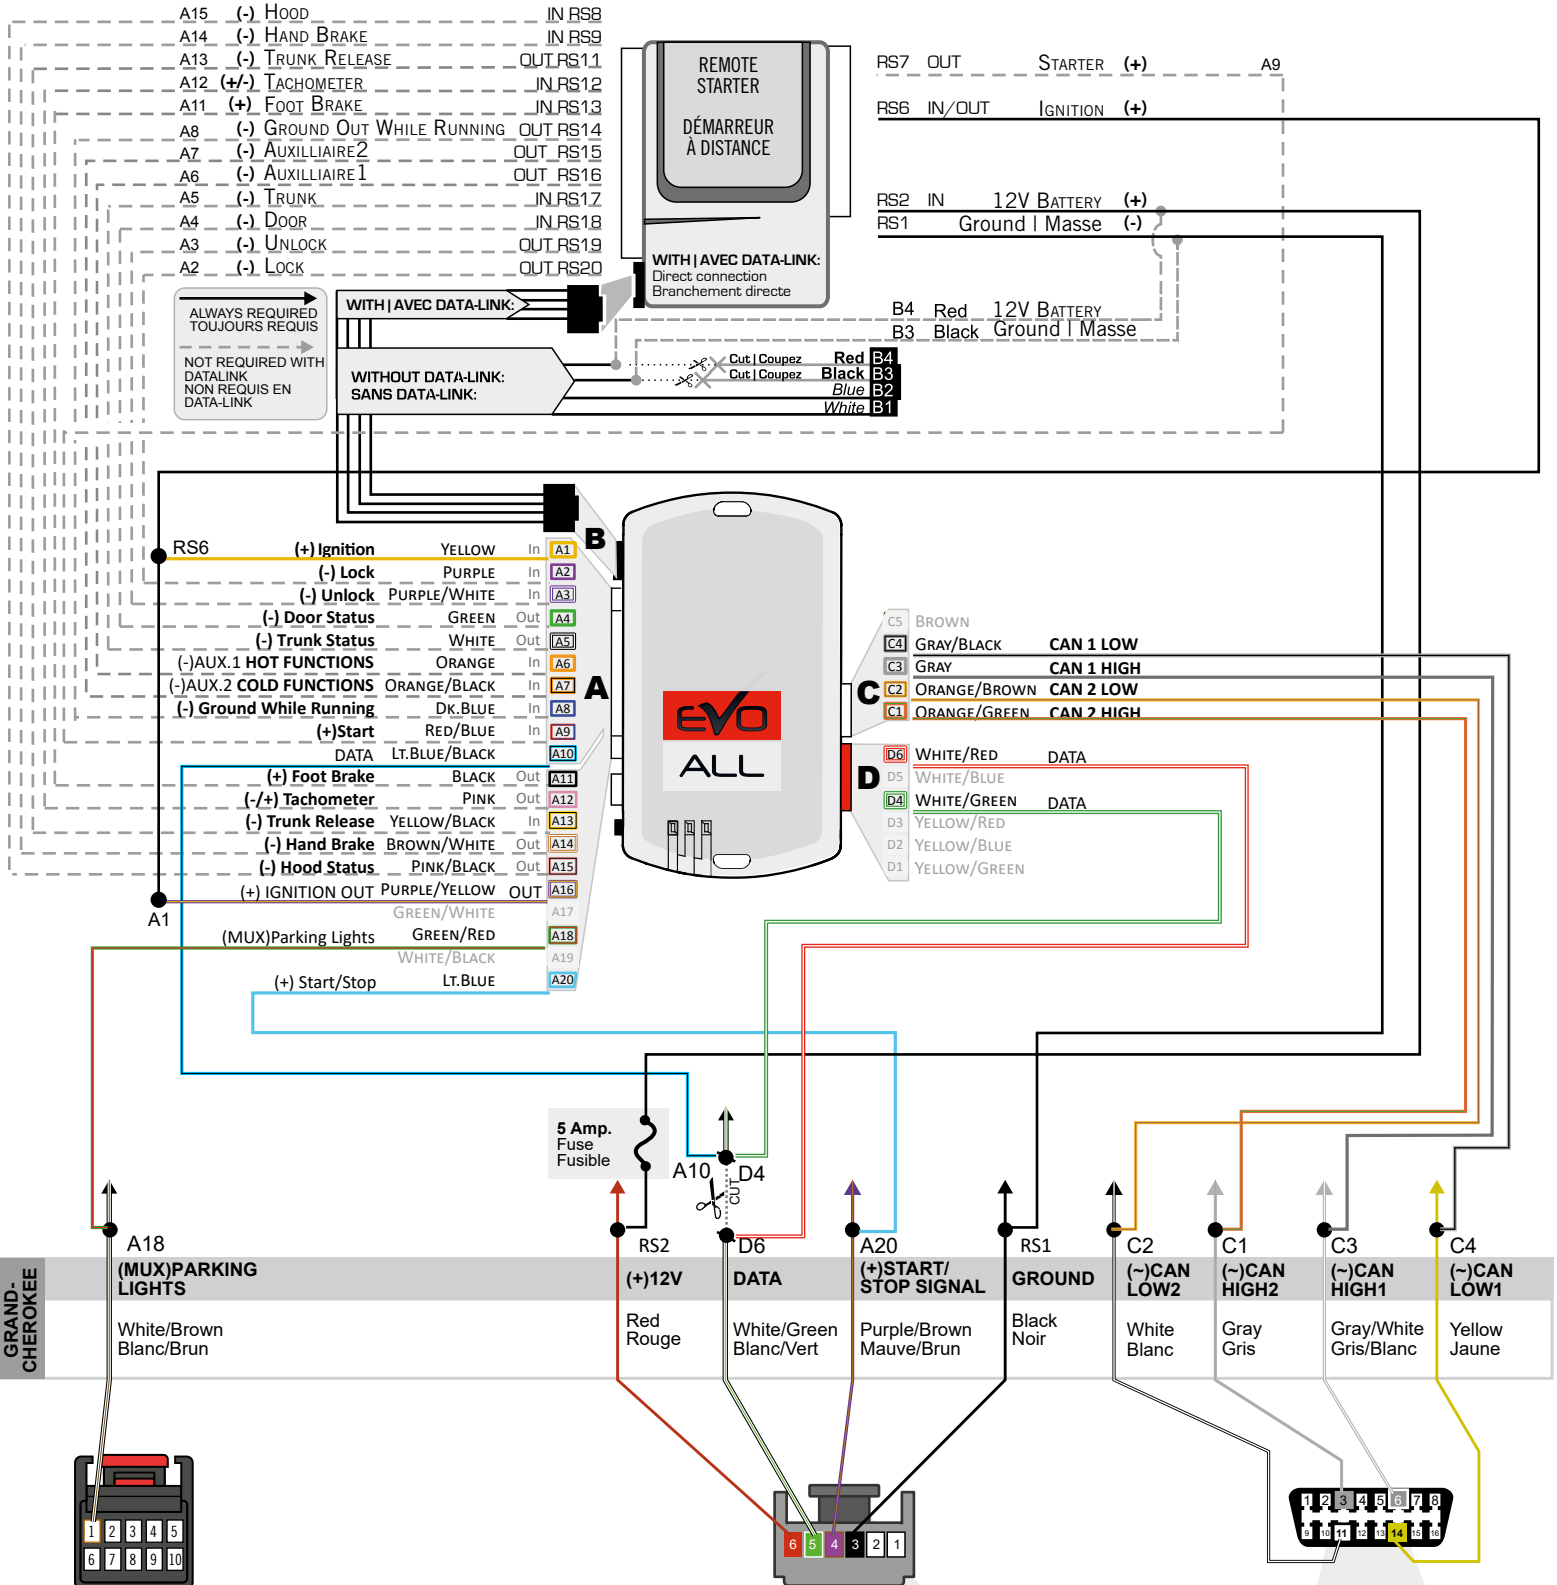 A15 (-) HOOD IN RS8
A14 (-) HAND BRAKE IN RS9
A13 (-) TRUNK RELEASE OUT RS11
A12 (+/-) TACHOMETER IN RS12
A11 (+) FOOT BRAKE IN RS13
A8 (-) GROUND OUT WHILE RUNNING OUT RS14
A7 (-) AUXILLIAIRE2 OUT RS15
A6 (-) AUXILLIAIRE1 OUT RS16
A5 (-) TRUNK IN RS17
A4 (-) DOOR IN RS18
A3 (-) UNLOCK OUT RS19
A2 (-) LOCK OUT RS20
REMOTE
STARTER
DÉMARREUR
À DISTANCE
WITH | AVEC DATA-LINK:
Direct connection
Branchement directe
RS7 OUT STARTER (+) A9
RS6 IN/OUT IGNITION (+)
RS2 IN 12V BATTERY (+)
RS1 Ground | Masse (-)
B4 Red 12V BATTERY
B3 Black Ground | Masse
ALWAYS REQUIRED
TOUJOURS REQUIS
NOT REQUIRED WITH
DATALINK
NON REQUIS EN
DATA-LINK
WITH | AVEC DATA-LINK:
WITHOUT DATA-LINK:
SANS DATA-LINK:
Cut | Coupez Red B4
Cut | Coupez Black B3
Blue B2
White B1
B
A
RS6 (+) Ignition YELLOW In A1
(-) Lock PURPLE In A2
(-) Unlock PURPLE/WHITE In A3
(-) Door Status GREEN Out A4
(-) Trunk Status WHITE Out A5
(-)AUX.1 HOT FUNCTIONS ORANGE In A6
(-)AUX.2 COLD FUNCTIONS ORANGE/BLACK In A7
(-) Ground While Running DK.BLUE In A8
(+)Start RED/BLUE In A9
DATA LT.BLUE/BLACK A10
(+) Foot Brake BLACK Out A11
(-/+) Tachometer PINK Out A12
(-) Trunk Release YELLOW/BLACK In A13
(-) Hand Brake BROWN/WHITE Out A14
(-) Hood Status PINK/BLACK Out A15
(+) IGNITION OUT PURPLE/YELLOW OUT A16
A1
GREEN/WHITE A17
(MUX)Parking Lights GREEN/RED A18
WHITE/BLACK A19
(+) Start/Stop LT.BLUE A20
EVO
ALL
C
C5 BROWN
C4 GRAY/BLACK CAN 1 LOW
C3 GRAY CAN 1 HIGH
C2 ORANGE/BROWN CAN 2 LOW
C1 ORANGE/GREEN CAN 2 HIGH
D
D6 WHITE/RED DATA
D5 WHITE/BLUE
D4 WHITE/GREEN DATA
D3 YELLOW/RED
D2 YELLOW/BLUE
D1 YELLOW/GREEN
5 Amp.
Fuse
Fusible
A10 D4
CUT
A18 RS2 D6 A20 RS1 C2 C1 C3 C4
GRAND-
CHEROKEE
(MUX)PARKING
LIGHTS
(+)12V
DATA
(+)START/
STOP SIGNAL
GROUND
(~)CAN
LOW2
(~)CAN
HIGH2
(~)CAN
HIGH1
(~)CAN
LOW1
White/Brown
Blanc/Brun
Red
Rouge
White/Green
Blanc/Vert
Purple/Brown
Mauve/Brun
Black
Noir
White
Blanc
Gray
Gris
Gray/White
Gris/Blanc
Yellow
Jaune
1 2 3 4 5
6 7 8 9 10
6 5 4 3 2 1
1 2 3 4 5 6 7 8
9 10 11 12 13 14 15 16